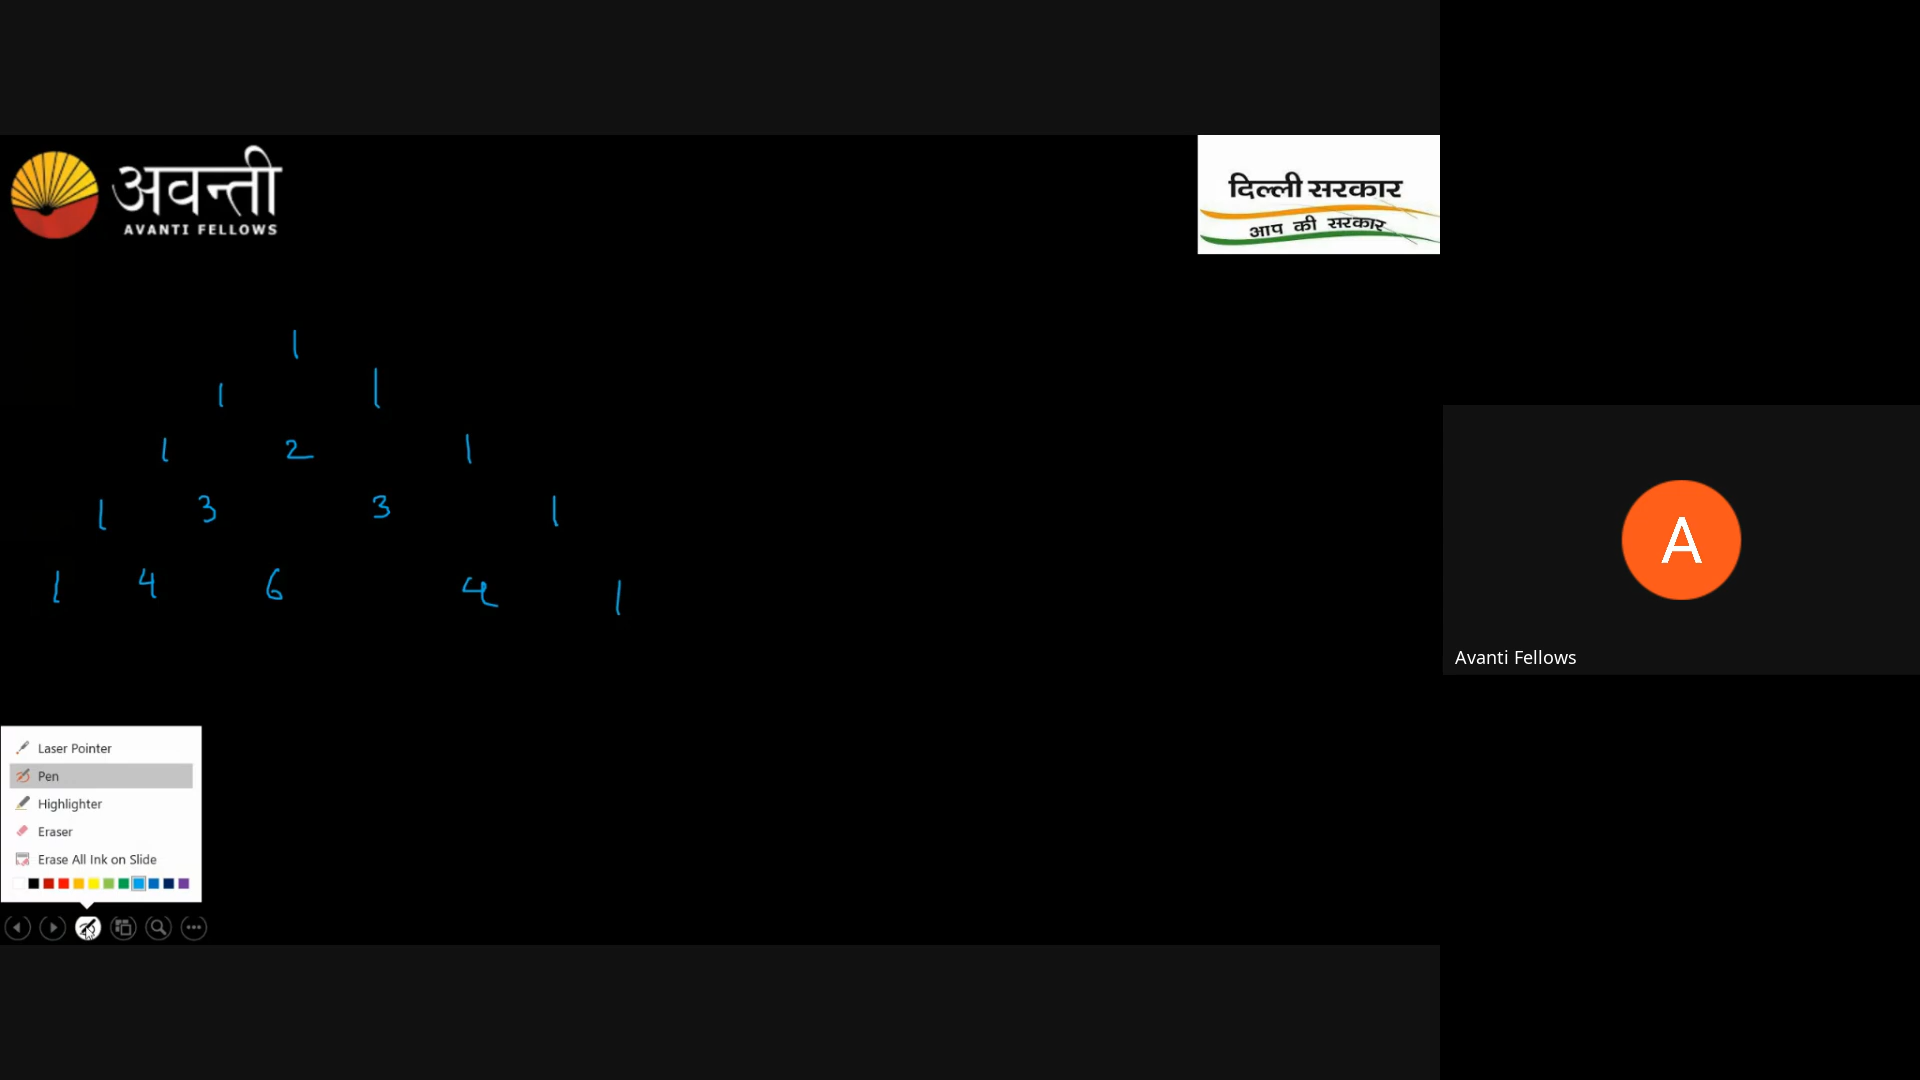 अवन्ती
AVANTI FELLOWS
दिल्ली सरकार
आप की सरकार
1
1 1
1 2 1
1 3 3 1
1 4 6 4 1
A
Avanti Fellows
Laser Pointer
Pen
Highlighter
Eraser
Erase All Ink on Slide